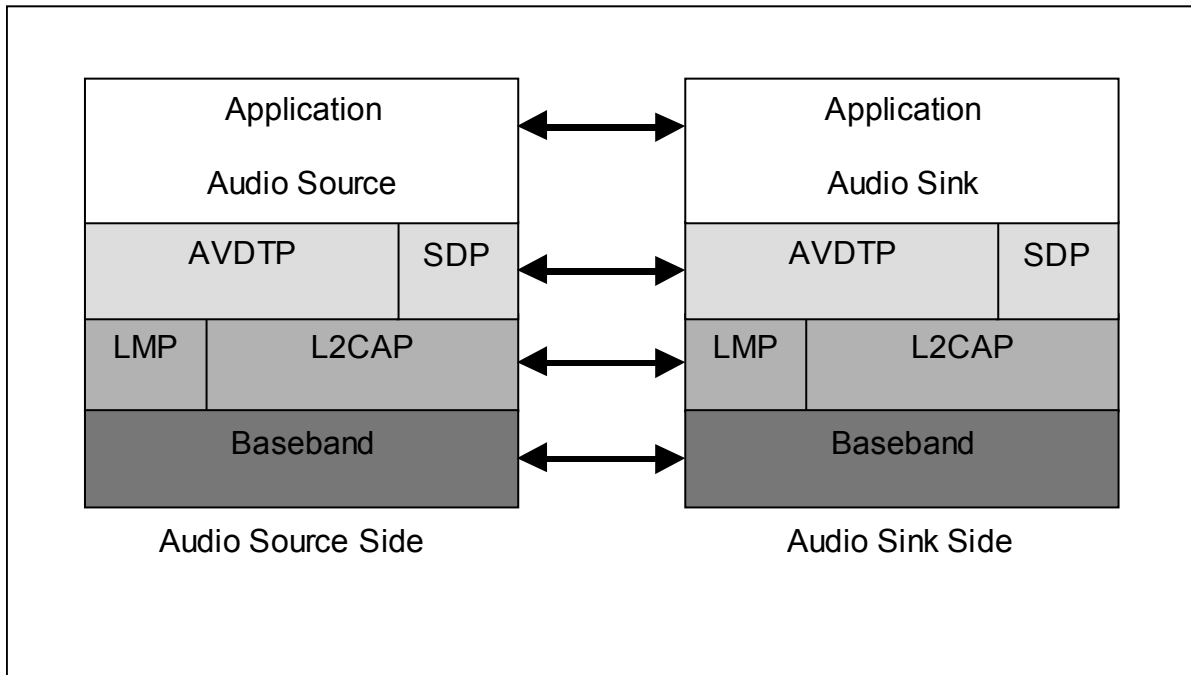 Application
Audio Source
AVDTP
SDP
LMP
L2CAP
Baseband
Audio Source Side
Application
Audio Sink
AVDTP
SDP
LMP
L2CAP
Baseband
Audio Sink Side